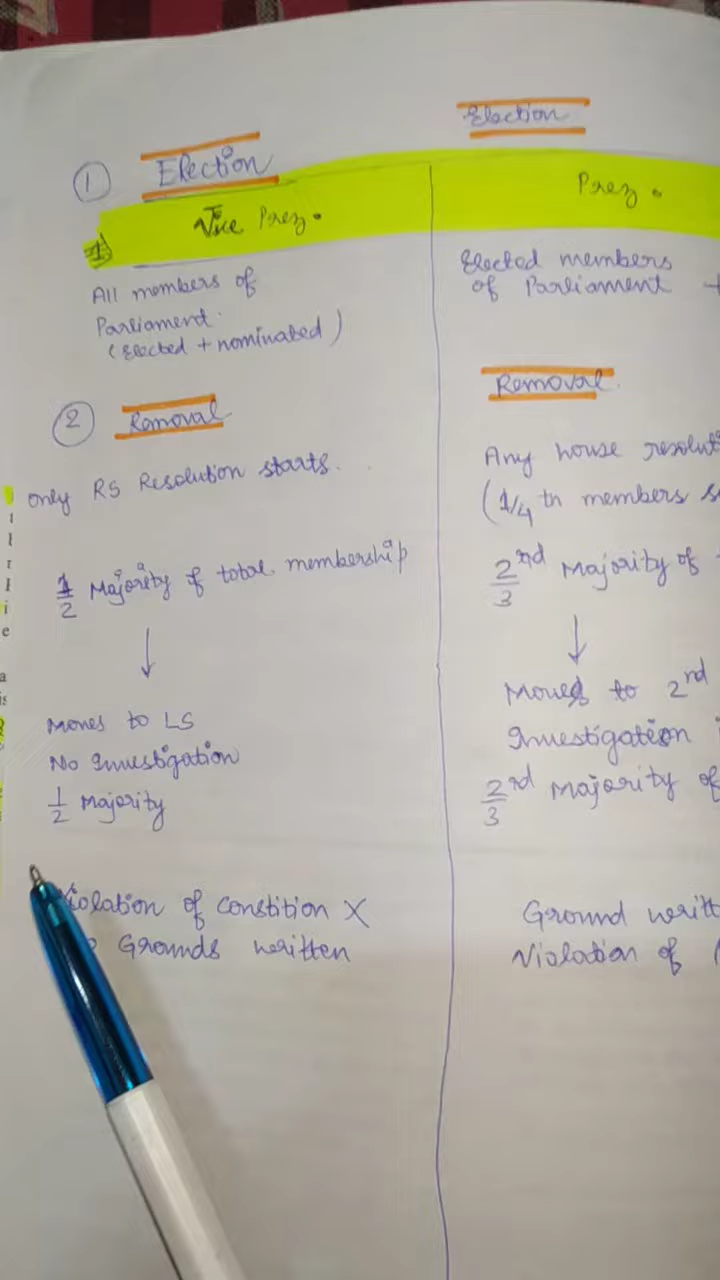 Election
① Election
Vice Prez.
Prez.
1)
All members of
Parliament.
(Elected + nominated)
Elected members
of Parliament +
② Removal
Removal.
only RS Resolution starts.
Any house resolut
(1/4 th members s
1/2 Majority of total membership
2/3 nd Majority of
↓
↓
Moves to LS
No Investigation
1/2 Majority
Moves to 2nd
Investigation
2/3 rd Majority of
Violation of Constition X
Grounds written
Ground writt
Violation of